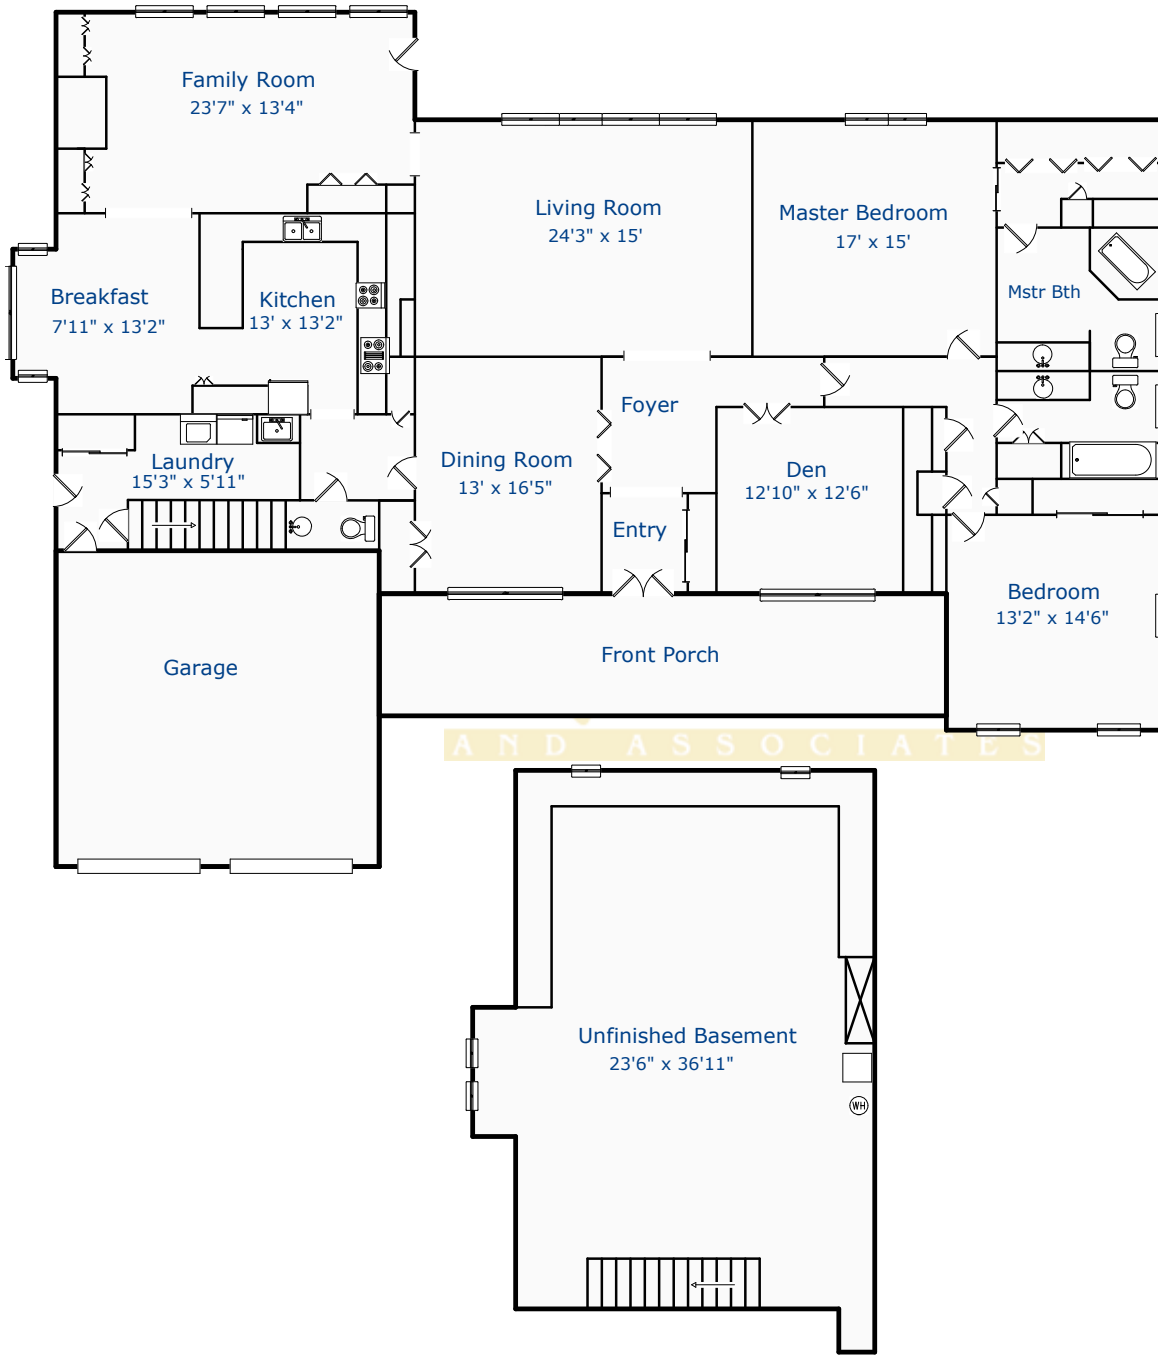 Family Room
23'7" x 13'4"
Living Room
24'3" x 15'
Master Bedroom
17' x 15'
Breakfast
7'11" x 13'2"
Kitchen
13' x 13'2"
Mstr Bth
Foyer
Laundry
15'3" x 5'11"
Dining Room
13' x 16'5"
Den
12'10" x 12'6"
Entry
Bedroom
13'2" x 14'6"
Garage
Front Porch
AND ASSOCIATES
Unfinished Basement
23'6" x 36'11"
WH